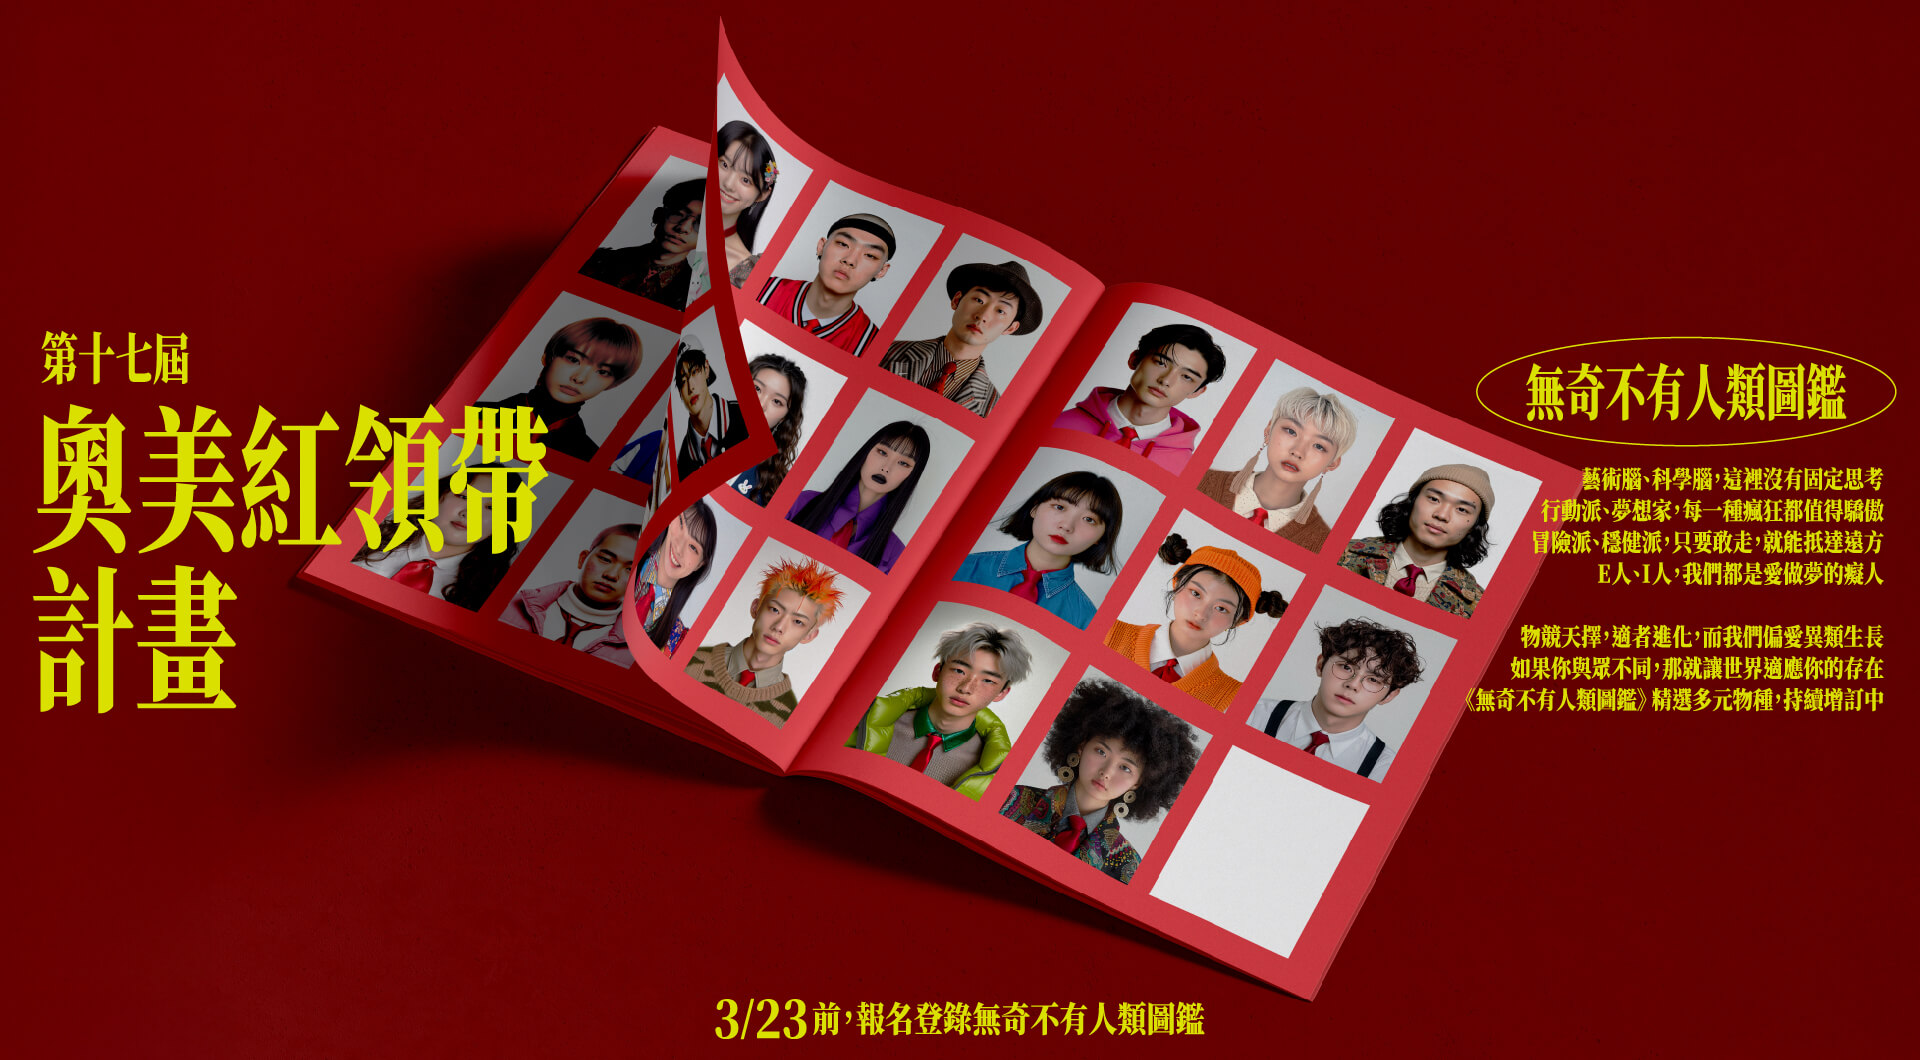 第十七屆
奧美紅領帶
計畫
無奇不有人類圖鑑
藝術腦、科學腦，這裡沒有固定思考
行動派、夢想家，每一種瘋狂都值得驕傲
冒險派、穩健派，只要敢走，就能抵達遠方
E人、I人，我們都是愛做夢的癡人
物競天擇，適者進化，而我們偏愛異類生長
如果你與眾不同，那就讓世界適應你的存在
《無奇不有人類圖鑑》精選多元物種，持續增訂中
3/23前，報名登錄無奇不有人類圖鑑